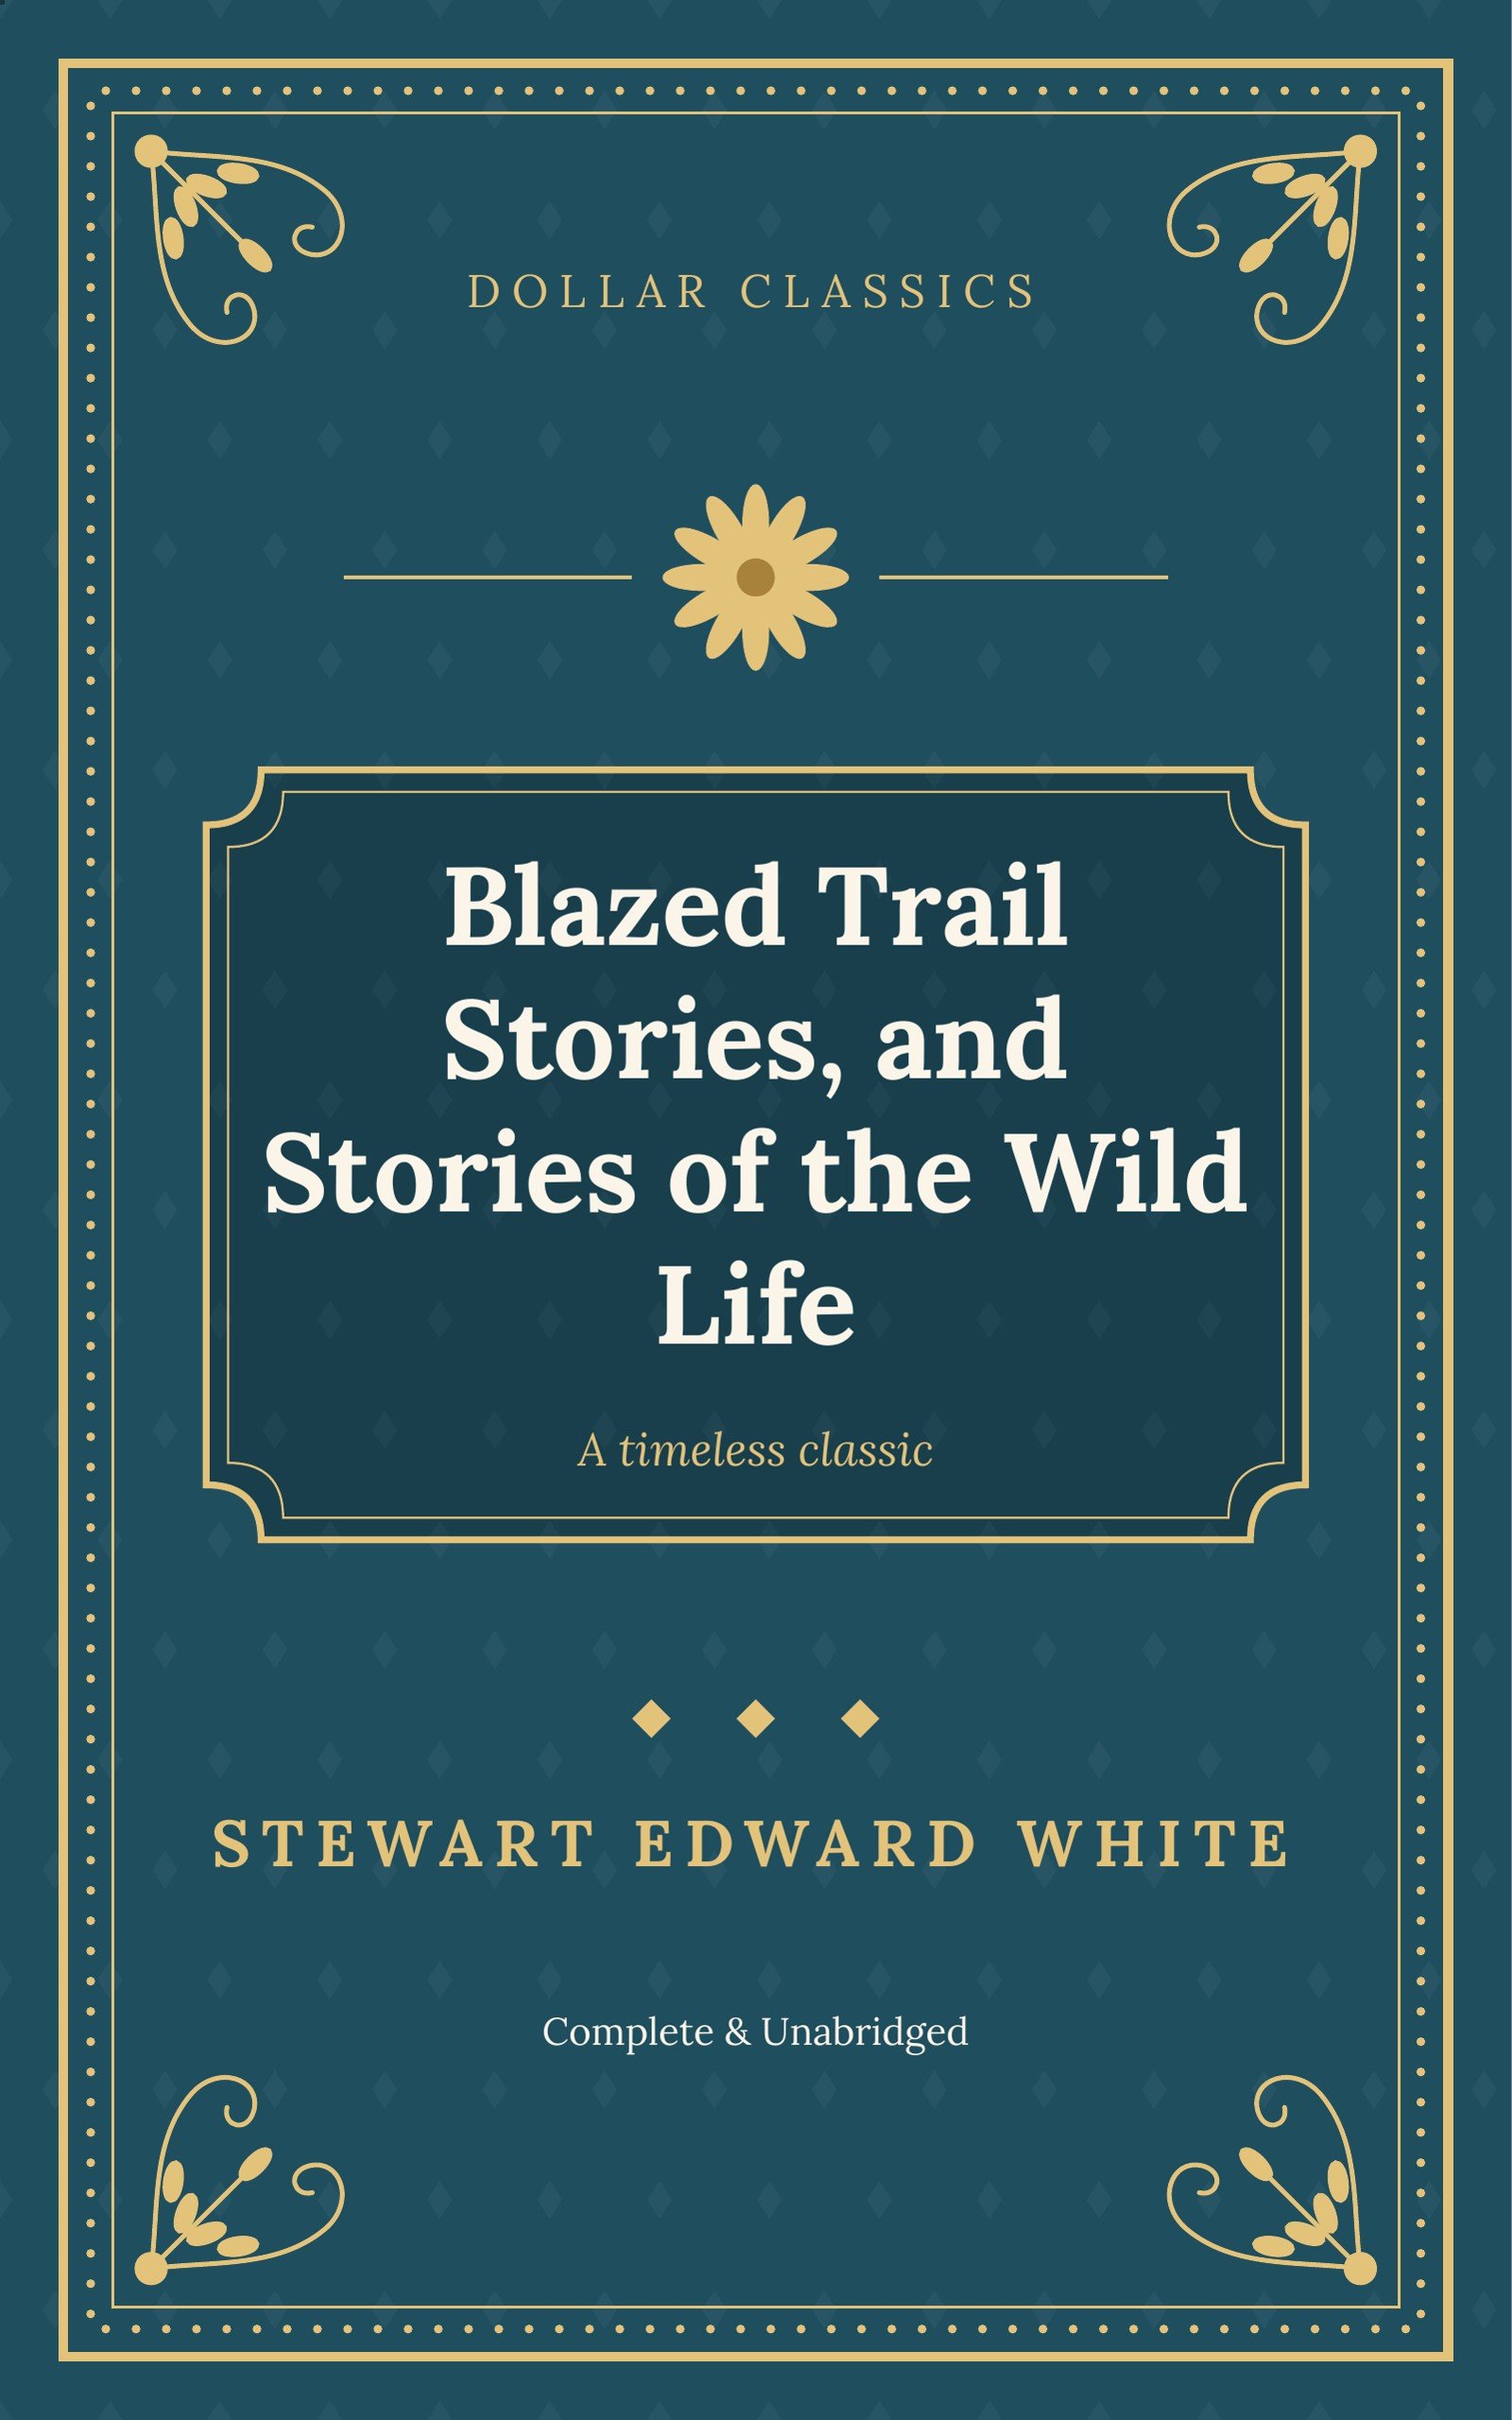 DOLLAR CLASSICS
Blazed Trail
Stories, and
Stories of the Wild
Life
A timeless classic
STEWART EDWARD WHITE
Complete & Unabridged